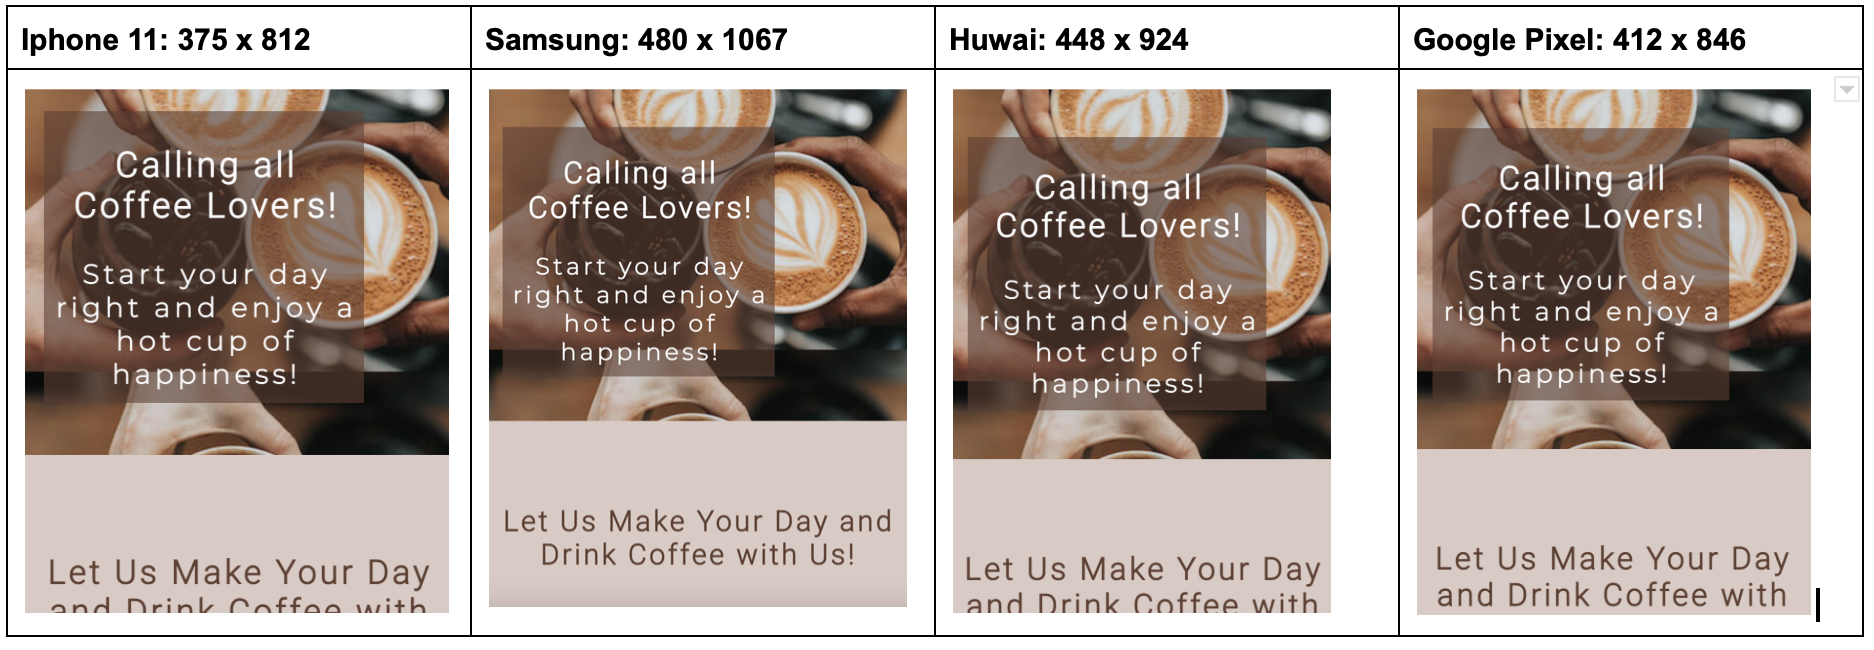 Iphone 11: 375 x 812
Samsung: 480 x 1067
Huwai: 448 x 924
Google Pixel: 412 x 846
Calling all
Coffee Lovers!
Start your day
right and enjoy a
hot cup of
happiness!
Let Us Make Your Day
and Drink Coffee with
Calling all
Coffee Lovers!
Start your day
right and enjoy a
hot cup of
happiness!
Let Us Make Your Day and
Drink Coffee with Us!
Calling all
Coffee Lovers!
Start your day
right and enjoy a
hot cup of
happiness!
Let Us Make Your Day
and Drink Coffee with
Calling all
Coffee Lovers!
Start your day
right and enjoy a
hot cup of
happiness!
Let Us Make Your Day
and Drink Coffee with